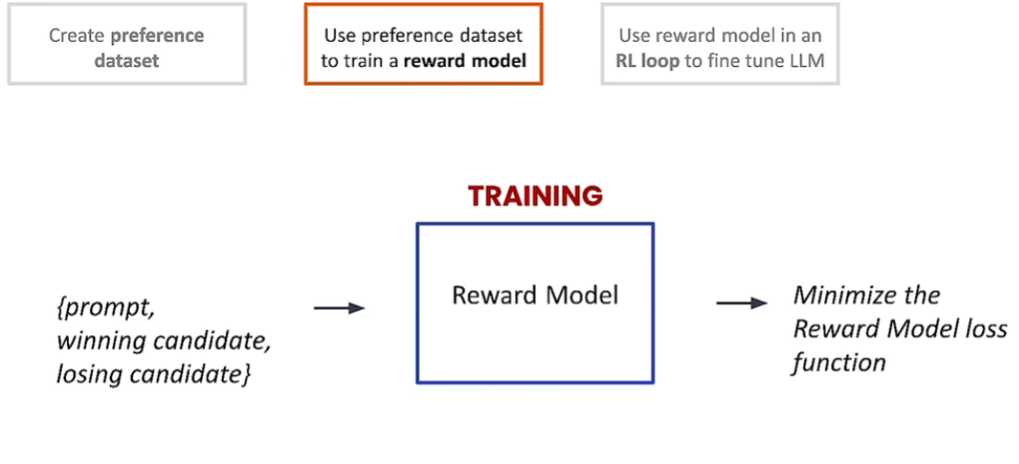 Create preference
dataset
Use preference dataset
to train a reward model
Use reward model in an
RL loop to fine tune LLM
TRAINING
Reward Model
{prompt,
winning candidate,
losing candidate}
Minimize the
Reward Model loss
function